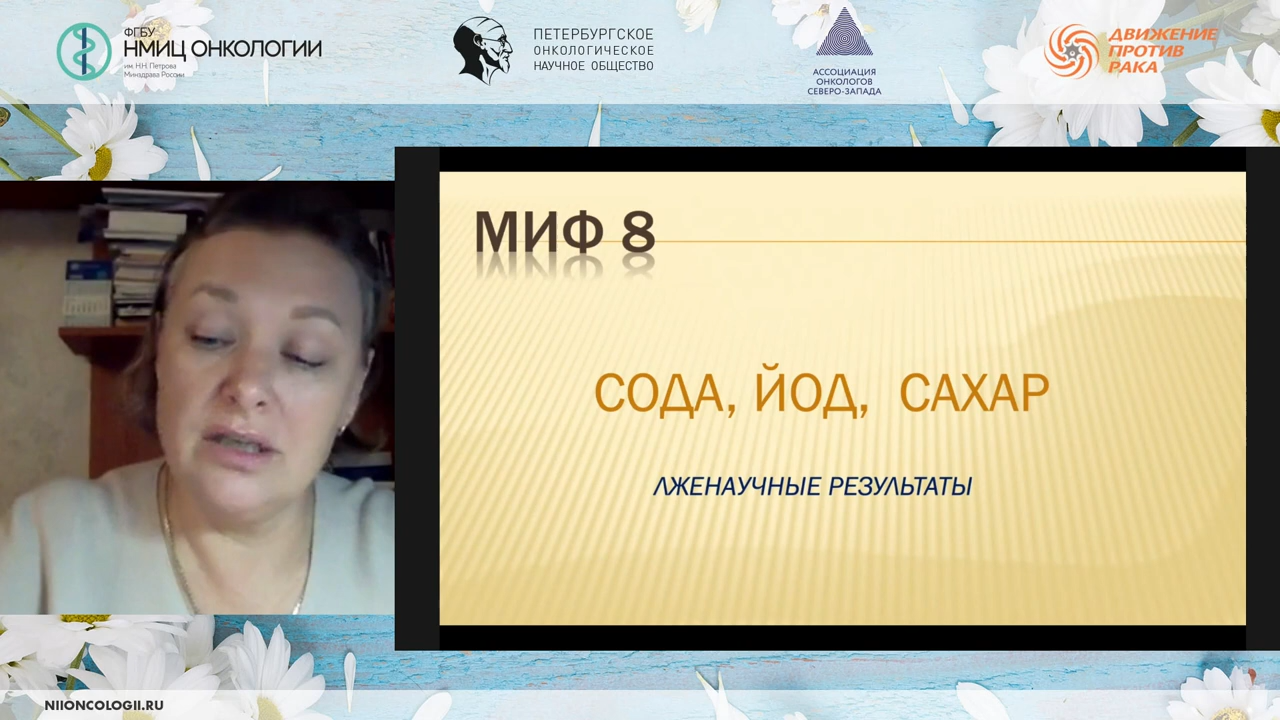 ФГБУ
НМИЦ ОНКОЛОГИИ
им. Н.Н. Петрова
Минздрава России
ПЕТЕРБУРГСКОЕ
ОНКОЛОГИЧЕСКОЕ
НАУЧНОЕ ОБЩЕСТВО
АССОЦИАЦИЯ
ОНКОЛОГОВ
СЕВЕРО-ЗАПАДА
ДВИЖЕНИЕ
ПРОТИВ
РАКА
МИФ 8
СОДА, ЙОД, САХАР
ЛЖЕНАУЧНЫЕ РЕЗУЛЬТАТЫ
NIIONCOLOGII.RU